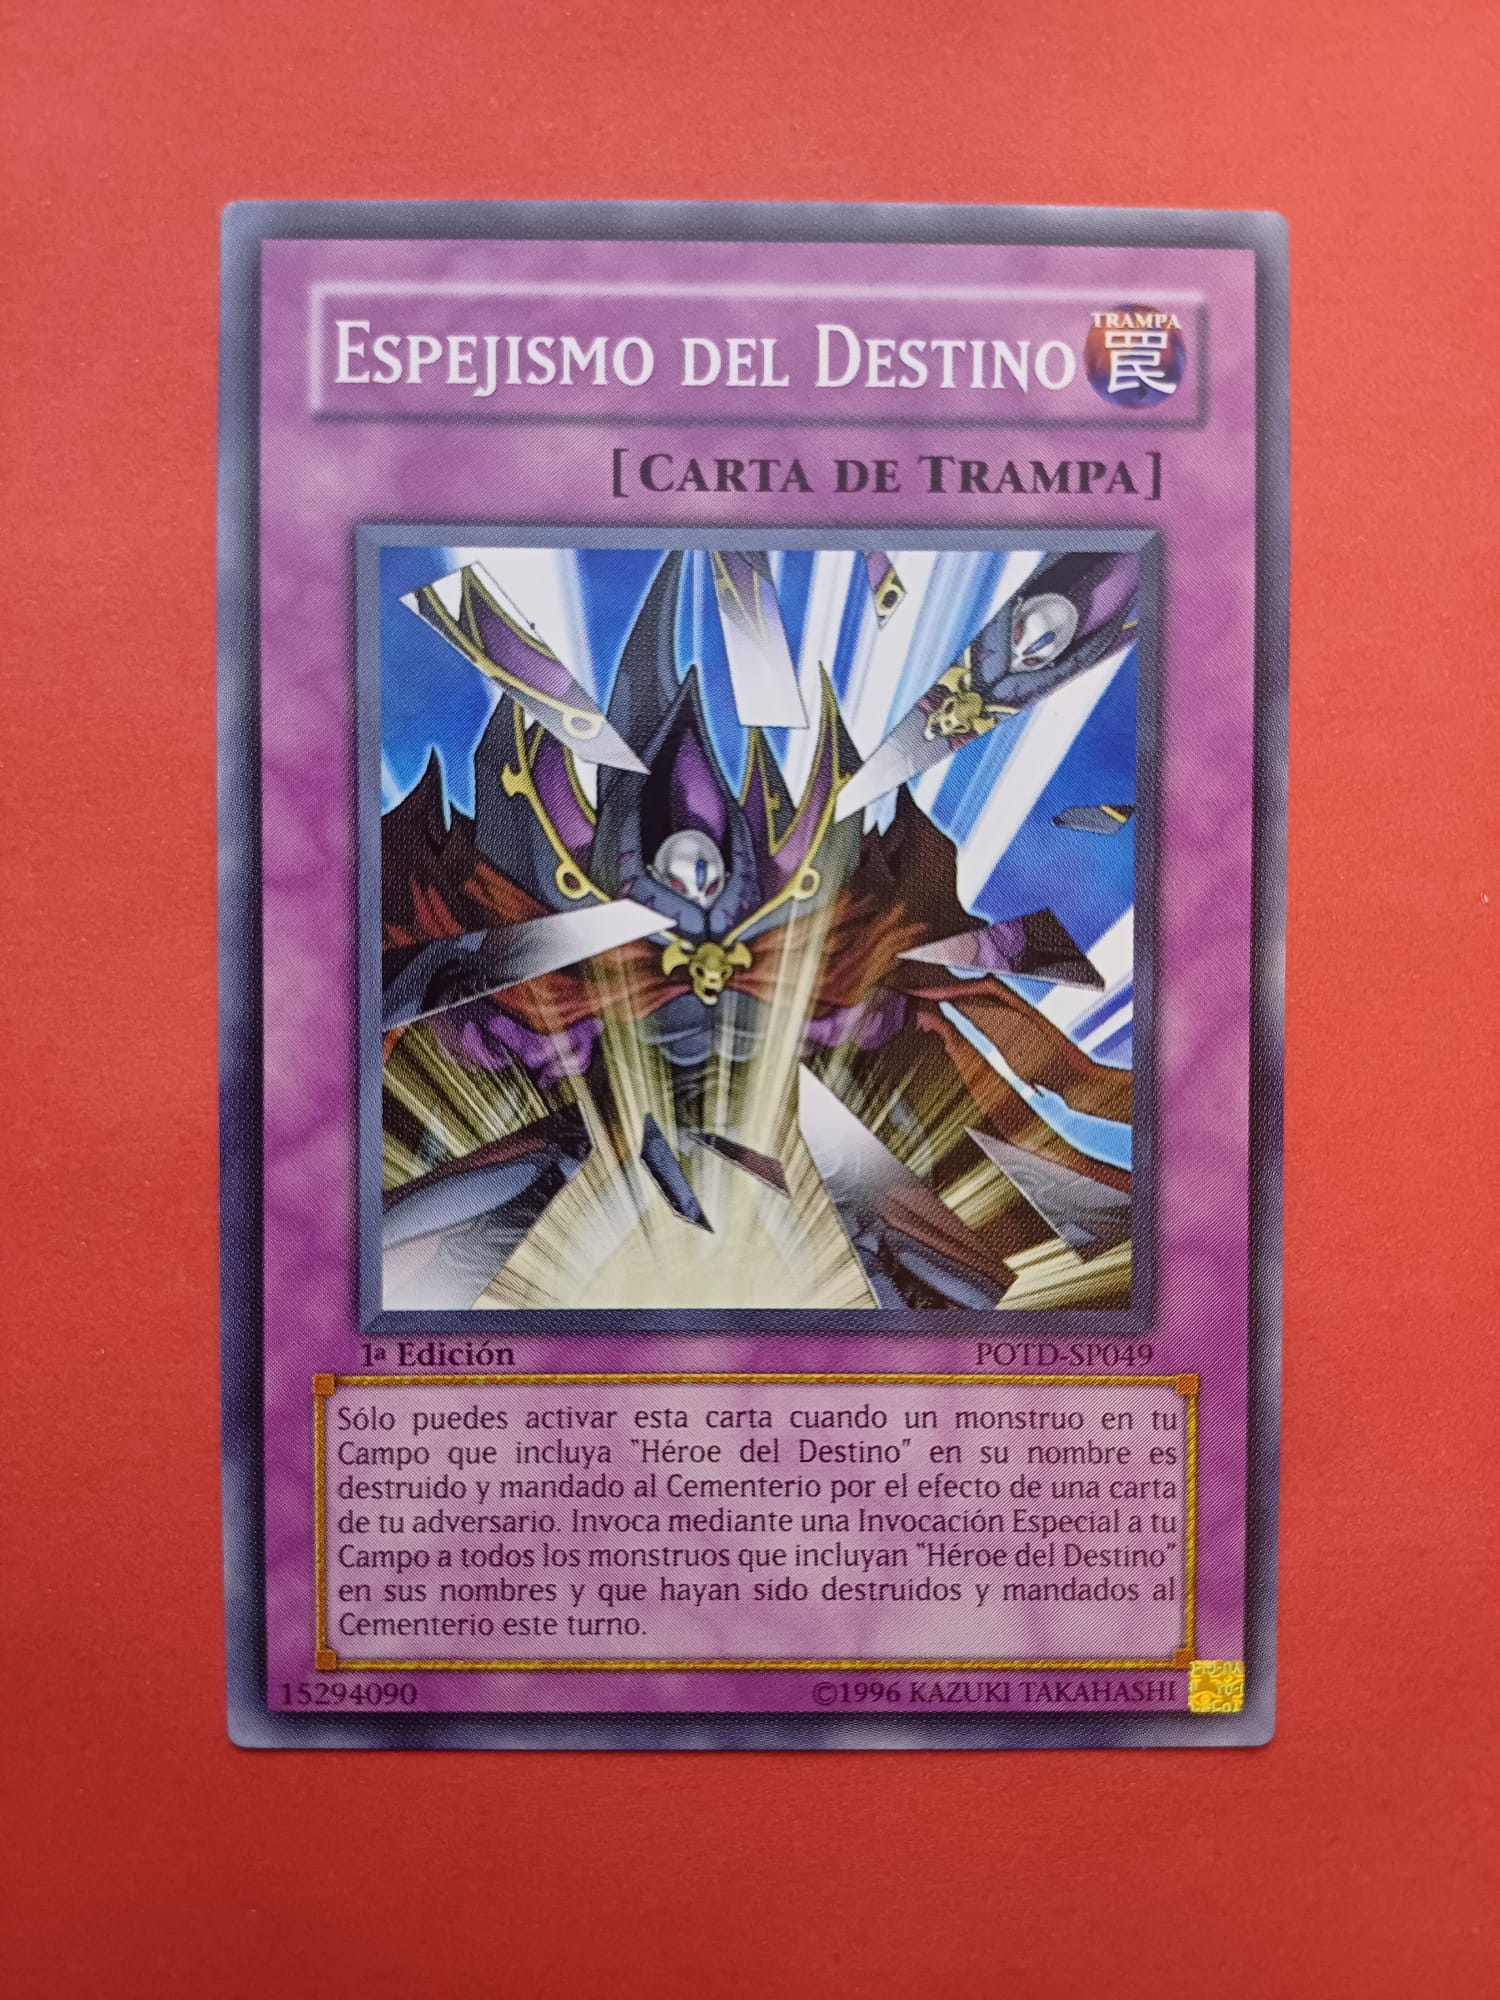 ESPEJISMO DEL DESTINO
TRAMPA
罠
[CARTA DE TRAMPA]
1ª Edición
POTD-SP049
Sólo puedes activar esta carta cuando un monstruo en tu
Campo que incluya "Héroe del Destino" en su nombre es
destruido y mandado al Cementerio por el efecto de una carta
de tu adversario. Invoca mediante una Invocación Especial a tu
Campo a todos los monstruos que incluyan "Héroe del Destino"
en sus nombres y que hayan sido destruidos y mandados al
Cementerio este turno.
15294090
©1996 KAZUKI TAKAHASHI